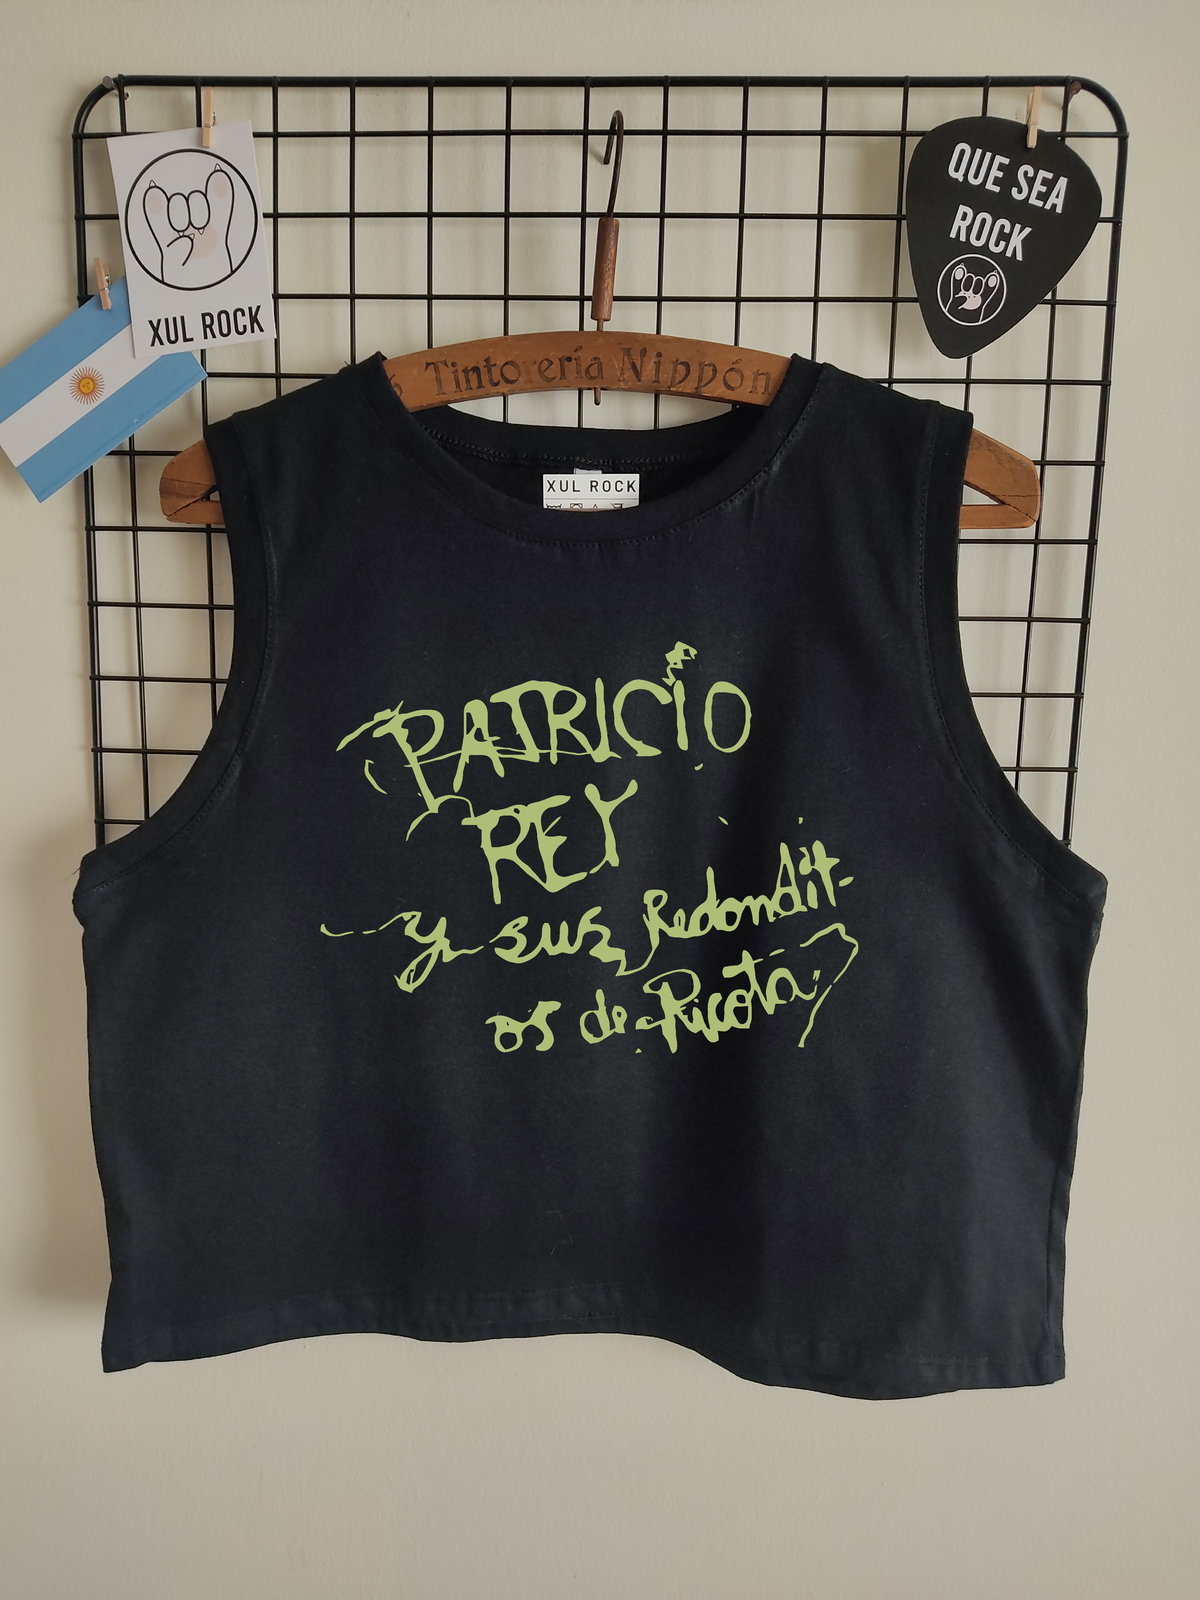 QUE SEA
ROCK
XUL ROCK
Tintorería Nippón
XUL ROCK
PATRICIO
REY
y sus Redondit-
os de Ricota